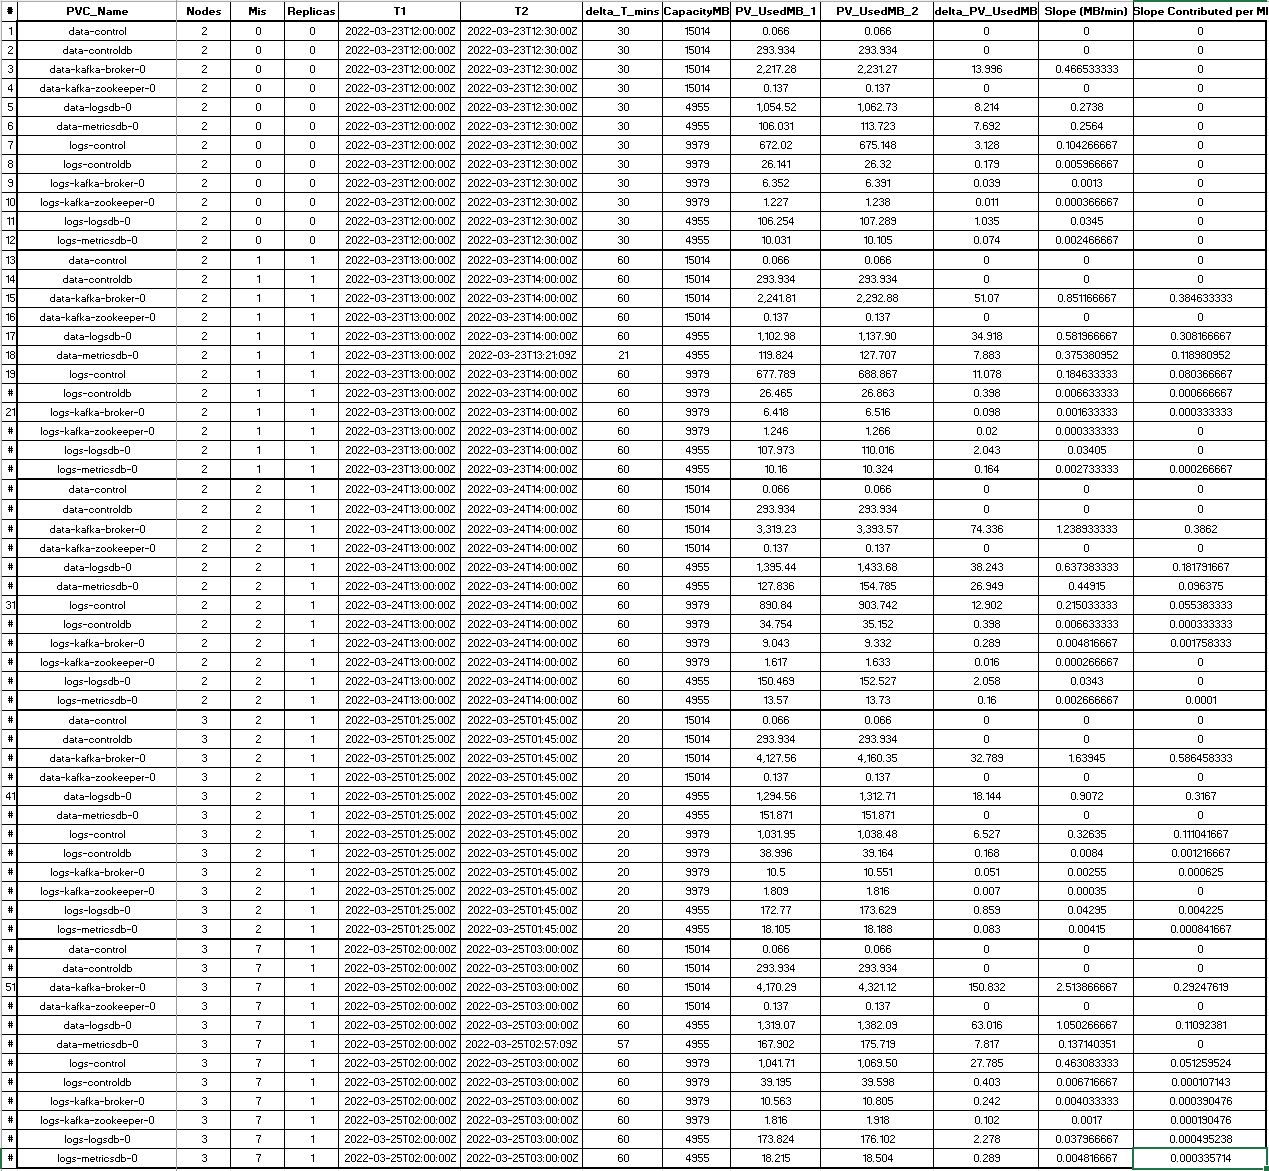 # PVC_Name Nodes Mis Replicas T1 T2 delta_T_mins CapacityMB PV_UsedMB_1 PV_UsedMB_2 delta_PV_UsedMB Slope (MB/min) Slope Contributed per MI
1 data-control 2 0 0 2022-03-23T12:00:00Z 2022-03-23T12:30:00Z 30 15014 0.066 0.066 0 0 0
2 data-controldb 2 0 0 2022-03-23T12:00:00Z 2022-03-23T12:30:00Z 30 15014 293.934 293.934 0 0 0
3 data-kafka-broker-0 2 0 0 2022-03-23T12:00:00Z 2022-03-23T12:30:00Z 30 15014 2,217.28 2,231.27 13.996 0.466533333 0
4 data-kafka-zookeeper-0 2 0 0 2022-03-23T12:00:00Z 2022-03-23T12:30:00Z 30 15014 0.137 0.137 0 0 0
5 data-logsdb-0 2 0 0 2022-03-23T12:00:00Z 2022-03-23T12:30:00Z 30 4955 1,054.52 1,062.73 8.214 0.2738 0
6 data-metricsdb-0 2 0 0 2022-03-23T12:00:00Z 2022-03-23T12:30:00Z 30 4955 106.031 113.723 7.692 0.2564 0
7 logs-control 2 0 0 2022-03-23T12:00:00Z 2022-03-23T12:30:00Z 30 9979 672.02 675.148 3.128 0.104266667 0
8 logs-controldb 2 0 0 2022-03-23T12:00:00Z 2022-03-23T12:30:00Z 30 9979 26.141 26.32 0.179 0.005966667 0
9 logs-kafka-broker-0 2 0 0 2022-03-23T12:00:00Z 2022-03-23T12:30:00Z 30 9979 6.352 6.391 0.039 0.0013 0
10 logs-kafka-zookeeper-0 2 0 0 2022-03-23T12:00:00Z 2022-03-23T12:30:00Z 30 9979 1.227 1.238 0.011 0.000366667 0
11 logs-logsdb-0 2 0 0 2022-03-23T12:00:00Z 2022-03-23T12:30:00Z 30 4955 106.254 107.289 1.035 0.0345 0
12 logs-metricsdb-0 2 0 0 2022-03-23T12:00:00Z 2022-03-23T12:30:00Z 30 4955 10.031 10.105 0.074 0.002466667 0
13 data-control 2 1 1 2022-03-23T13:00:00Z 2022-03-23T14:00:00Z 60 15014 0.066 0.066 0 0 0
14 data-controldb 2 1 1 2022-03-23T13:00:00Z 2022-03-23T14:00:00Z 60 15014 293.934 293.934 0 0 0
15 data-kafka-broker-0 2 1 1 2022-03-23T13:00:00Z 2022-03-23T14:00:00Z 60 15014 2,241.81 2,292.88 51.07 0.851166667 0.384633333
16 data-kafka-zookeeper-0 2 1 1 2022-03-23T13:00:00Z 2022-03-23T14:00:00Z 60 15014 0.137 0.137 0 0 0
17 data-logsdb-0 2 1 1 2022-03-23T13:00:00Z 2022-03-23T14:00:00Z 60 4955 1,102.98 1,137.90 34.918 0.581966667 0.308166667
18 data-metricsdb-0 2 1 1 2022-03-23T13:00:00Z 2022-03-23T13:21:09Z 21 4955 119.824 127.707 7.883 0.375380952 0.118980952
19 logs-control 2 1 1 2022-03-23T13:00:00Z 2022-03-23T14:00:00Z 60 9979 677.789 688.867 11.078 0.184633333 0.080366667
# logs-controldb 2 1 1 2022-03-23T13:00:00Z 2022-03-23T14:00:00Z 60 9979 26.465 26.863 0.398 0.006633333 0.000666667
21 logs-kafka-broker-0 2 1 1 2022-03-23T13:00:00Z 2022-03-23T14:00:00Z 60 9979 6.418 6.516 0.098 0.001633333 0.000333333
# logs-kafka-zookeeper-0 2 1 1 2022-03-23T13:00:00Z 2022-03-23T14:00:00Z 60 9979 1.246 1.266 0.02 0.000333333 0
# logs-logsdb-0 2 1 1 2022-03-23T13:00:00Z 2022-03-23T14:00:00Z 60 4955 107.973 110.016 2.043 0.03405 0
# logs-metricsdb-0 2 1 1 2022-03-23T13:00:00Z 2022-03-23T14:00:00Z 60 4955 10.16 10.324 0.164 0.002733333 0.000266667
# data-control 2 2 1 2022-03-24T13:00:00Z 2022-03-24T14:00:00Z 60 15014 0.066 0.066 0 0 0
# data-controldb 2 2 1 2022-03-24T13:00:00Z 2022-03-24T14:00:00Z 60 15014 293.934 293.934 0 0 0
# data-kafka-broker-0 2 2 1 2022-03-24T13:00:00Z 2022-03-24T14:00:00Z 60 15014 3,319.23 3,393.57 74.336 1.238933333 0.3862
# data-kafka-zookeeper-0 2 2 1 2022-03-24T13:00:00Z 2022-03-24T14:00:00Z 60 15014 0.137 0.137 0 0 0
# data-logsdb-0 2 2 1 2022-03-24T13:00:00Z 2022-03-24T14:00:00Z 60 4955 1,395.44 1,433.68 38.243 0.637383333 0.181791667
# data-metricsdb-0 2 2 1 2022-03-24T13:00:00Z 2022-03-24T14:00:00Z 60 4955 127.836 154.785 26.949 0.44915 0.096375
31 logs-control 2 2 1 2022-03-24T13:00:00Z 2022-03-24T14:00:00Z 60 9979 890.84 903.742 12.902 0.215033333 0.055383333
# logs-controldb 2 2 1 2022-03-24T13:00:00Z 2022-03-24T14:00:00Z 60 9979 34.754 35.152 0.398 0.006633333 0.000333333
# logs-kafka-broker-0 2 2 1 2022-03-24T13:00:00Z 2022-03-24T14:00:00Z 60 9979 9.043 9.332 0.289 0.004816667 0.001758333
# logs-kafka-zookeeper-0 2 2 1 2022-03-24T13:00:00Z 2022-03-24T14:00:00Z 60 9979 1.617 1.633 0.016 0.000266667 0
# logs-logsdb-0 2 2 1 2022-03-24T13:00:00Z 2022-03-24T14:00:00Z 60 4955 150.469 152.527 2.058 0.0343 0
# logs-metricsdb-0 2 2 1 2022-03-24T13:00:00Z 2022-03-24T14:00:00Z 60 4955 13.57 13.73 0.16 0.002666667 0.0001
# data-control 3 2 1 2022-03-25T01:25:00Z 2022-03-25T01:45:00Z 20 15014 0.066 0.066 0 0 0
# data-controldb 3 2 1 2022-03-25T01:25:00Z 2022-03-25T01:45:00Z 20 15014 293.934 293.934 0 0 0
# data-kafka-broker-0 3 2 1 2022-03-25T01:25:00Z 2022-03-25T01:45:00Z 20 15014 4,127.56 4,160.35 32.789 1.63945 0.586458333
# data-kafka-zookeeper-0 3 2 1 2022-03-25T01:25:00Z 2022-03-25T01:45:00Z 20 15014 0.137 0.137 0 0 0
41 data-logsdb-0 3 2 1 2022-03-25T01:25:00Z 2022-03-25T01:45:00Z 20 4955 1,294.56 1,312.71 18.144 0.9072 0.3167
# data-metricsdb-0 3 2 1 2022-03-25T01:25:00Z 2022-03-25T01:45:00Z 20 4955 151.871 151.871 0 0 0
# logs-control 3 2 1 2022-03-25T01:25:00Z 2022-03-25T01:45:00Z 20 9979 1,031.95 1,038.48 6.527 0.32635 0.111041667
# logs-controldb 3 2 1 2022-03-25T01:25:00Z 2022-03-25T01:45:00Z 20 9979 38.996 39.164 0.168 0.0084 0.001216667
# logs-kafka-broker-0 3 2 1 2022-03-25T01:25:00Z 2022-03-25T01:45:00Z 20 9979 10.5 10.551 0.051 0.00255 0.000625
# logs-kafka-zookeeper-0 3 2 1 2022-03-25T01:25:00Z 2022-03-25T01:45:00Z 20 9979 1.809 1.816 0.007 0.00035 0
# logs-logsdb-0 3 2 1 2022-03-25T01:25:00Z 2022-03-25T01:45:00Z 20 4955 172.77 173.629 0.859 0.04295 0.004225
# logs-metricsdb-0 3 2 1 2022-03-25T01:25:00Z 2022-03-25T01:45:00Z 20 4955 18.105 18.188 0.083 0.00415 0.000841667
# data-control 3 7 1 2022-03-25T02:00:00Z 2022-03-25T03:00:00Z 60 15014 0.066 0.066 0 0 0
# data-controldb 3 7 1 2022-03-25T02:00:00Z 2022-03-25T03:00:00Z 60 15014 293.934 293.934 0 0 0
51 data-kafka-broker-0 3 7 1 2022-03-25T02:00:00Z 2022-03-25T03:00:00Z 60 15014 4,170.29 4,321.12 150.832 2.513866667 0.29247619
# data-kafka-zookeeper-0 3 7 1 2022-03-25T02:00:00Z 2022-03-25T03:00:00Z 60 15014 0.137 0.137 0 0 0
# data-logsdb-0 3 7 1 2022-03-25T02:00:00Z 2022-03-25T03:00:00Z 60 4955 1,319.07 1,382.09 63.016 1.050266667 0.11092381
# data-metricsdb-0 3 7 1 2022-03-25T02:00:00Z 2022-03-25T02:57:09Z 57 4955 167.902 175.719 7.817 0.137140351 0
# logs-control 3 7 1 2022-03-25T02:00:00Z 2022-03-25T03:00:00Z 60 9979 1,041.71 1,069.50 27.785 0.463083333 0.051259524
# logs-controldb 3 7 1 2022-03-25T02:00:00Z 2022-03-25T03:00:00Z 60 9979 39.195 39.598 0.403 0.006716667 0.000107143
# logs-kafka-broker-0 3 7 1 2022-03-25T02:00:00Z 2022-03-25T03:00:00Z 60 9979 10.563 10.805 0.242 0.004033333 0.000390476
# logs-kafka-zookeeper-0 3 7 1 2022-03-25T02:00:00Z 2022-03-25T03:00:00Z 60 9979 1.816 1.918 0.102 0.0017 0.000190476
# logs-logsdb-0 3 7 1 2022-03-25T02:00:00Z 2022-03-25T03:00:00Z 60 4955 173.824 176.102 2.278 0.037966667 0.000495238
# logs-metricsdb-0 3 7 1 2022-03-25T02:00:00Z 2022-03-25T03:00:00Z 60 4955 18.215 18.504 0.289 0.004816667 0.000335714